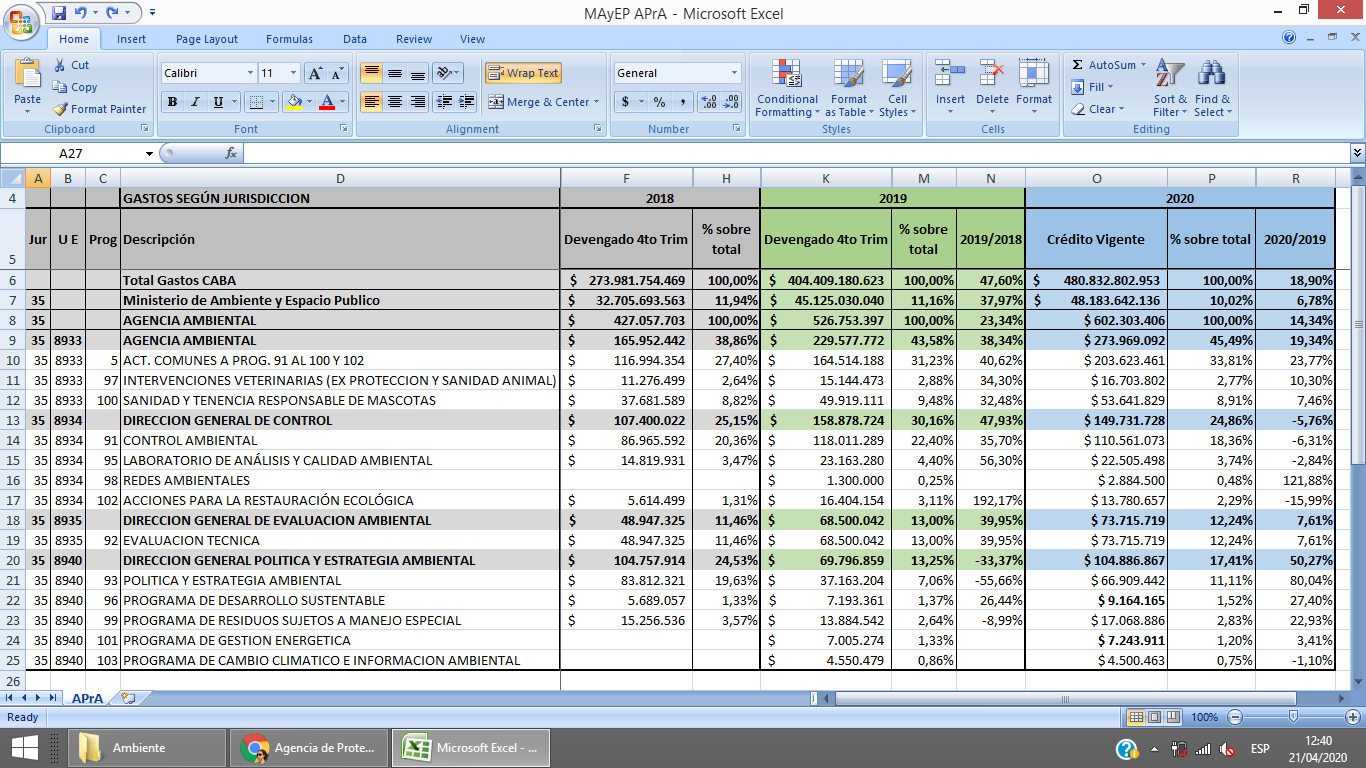 MAyEP APrA - Microsoft Excel
Home Insert Page Layout Formulas Data Review View
Paste Cut Copy Format Painter Clipboard
Calibri 11 A A B I U A Font
Wrap Text Merge & Center Alignment
General $ % , Number
Conditional Formatting Format as Table Cell Styles Styles
Insert Delete Format Cells
Σ AutoSum Fill Clear Sort & Filter Find & Select Editing
A27 fx
A B C D F H K M N O P R
4 GASTOS SEGÚN JURISDICCION 2018 2019 2020
5 Jur U E Prog Descripción Devengado 4to Trim % sobre total Devengado 4to Trim % sobre total 2019/2018 Crédito Vigente % sobre total 2020/2019
6 Total Gastos CABA $ 273.981.754.469 100,00% $ 404.409.180.623 100,00% 47,60% $ 480.832.802.953 100,00% 18,90%
7 35 Ministerio de Ambiente y Espacio Publico $ 32.705.693.563 11,94% $ 45.125.030.040 11,16% 37,97% $ 48.183.642.136 10,02% 6,78%
8 35 AGENCIA AMBIENTAL $ 427.057.703 100,00% $ 526.753.397 100,00% 23,34% $ 602.303.406 100,00% 14,34%
9 35 8933 AGENCIA AMBIENTAL $ 165.952.442 38,86% $ 229.577.772 43,58% 38,34% $ 273.969.092 45,49% 19,34%
10 35 8933 5 ACT. COMUNES A PROG. 91 AL 100 Y 102 $ 116.994.354 27,40% $ 164.514.188 31,23% 40,62% $ 203.623.461 33,81% 23,77%
11 35 8933 97 INTERVENCIONES VETERINARIAS (EX PROTECCION Y SANIDAD ANIMAL) $ 11.276.499 2,64% $ 15.144.473 2,88% 34,30% $ 16.703.802 2,77% 10,30%
12 35 8933 100 SANIDAD Y TENENCIA RESPONSABLE DE MASCOTAS $ 37.681.589 8,82% $ 49.919.111 9,48% 32,48% $ 53.641.829 8,91% 7,46%
13 35 8934 DIRECCION GENERAL DE CONTROL $ 107.400.022 25,15% $ 158.878.724 30,16% 47,93% $ 149.731.728 24,86% -5,76%
14 35 8934 91 CONTROL AMBIENTAL $ 86.965.592 20,36% $ 118.011.289 22,40% 35,70% $ 110.561.073 18,36% -6,31%
15 35 8934 95 LABORATORIO DE ANÁLISIS Y CALIDAD AMBIENTAL $ 14.819.931 3,47% $ 23.163.280 4,40% 56,30% $ 22.505.498 3,74% -2,84%
16 35 8934 98 REDES AMBIENTALES $ 1.300.000 0,25% $ 2.884.500 0,48% 121,88%
17 35 8934 102 ACCIONES PARA LA RESTAURACIÓN ECOLÓGICA $ 5.614.499 1,31% $ 16.404.154 3,11% 192,17% $ 13.780.657 2,29% -15,99%
18 35 8935 DIRECCION GENERAL DE EVALUACION AMBIENTAL $ 48.947.325 11,46% $ 68.500.042 13,00% 39,95% $ 73.715.719 12,24% 7,61%
19 35 8935 92 EVALUACION TECNICA $ 48.947.325 11,46% $ 68.500.042 13,00% 39,95% $ 73.715.719 12,24% 7,61%
20 35 8940 DIRECCION GENERAL POLITICA Y ESTRATEGIA AMBIENTAL $ 104.757.914 24,53% $ 69.796.859 13,25% -33,37% $ 104.886.867 17,41% 50,27%
21 35 8940 93 POLITICA Y ESTRATEGIA AMBIENTAL $ 83.812.321 19,63% $ 37.163.204 7,06% -55,66% $ 66.909.442 11,11% 80,04%
22 35 8940 96 PROGRAMA DE DESARROLLO SUSTENTABLE $ 5.689.057 1,33% $ 7.193.361 1,37% 26,44% $ 9.164.165 1,52% 27,40%
23 35 8940 99 PROGRAMA DE RESIDUOS SUJETOS A MANEJO ESPECIAL $ 15.256.536 3,57% $ 13.884.542 2,64% -8,99% $ 17.068.886 2,83% 22,93%
24 35 8940 101 PROGRAMA DE GESTION ENERGETICA $ 7.005.274 1,33% $ 7.243.911 1,20% 3,41%
25 35 8940 103 PROGRAMA DE CAMBIO CLIMATICO E INFORMACION AMBIENTAL $ 4.550.479 0,86% $ 4.500.463 0,75% -1,10%
26
APrA
Ready 100%
Ambiente Agencia de Prote... Microsoft Excel - ... ESP 12:40
21/04/2020